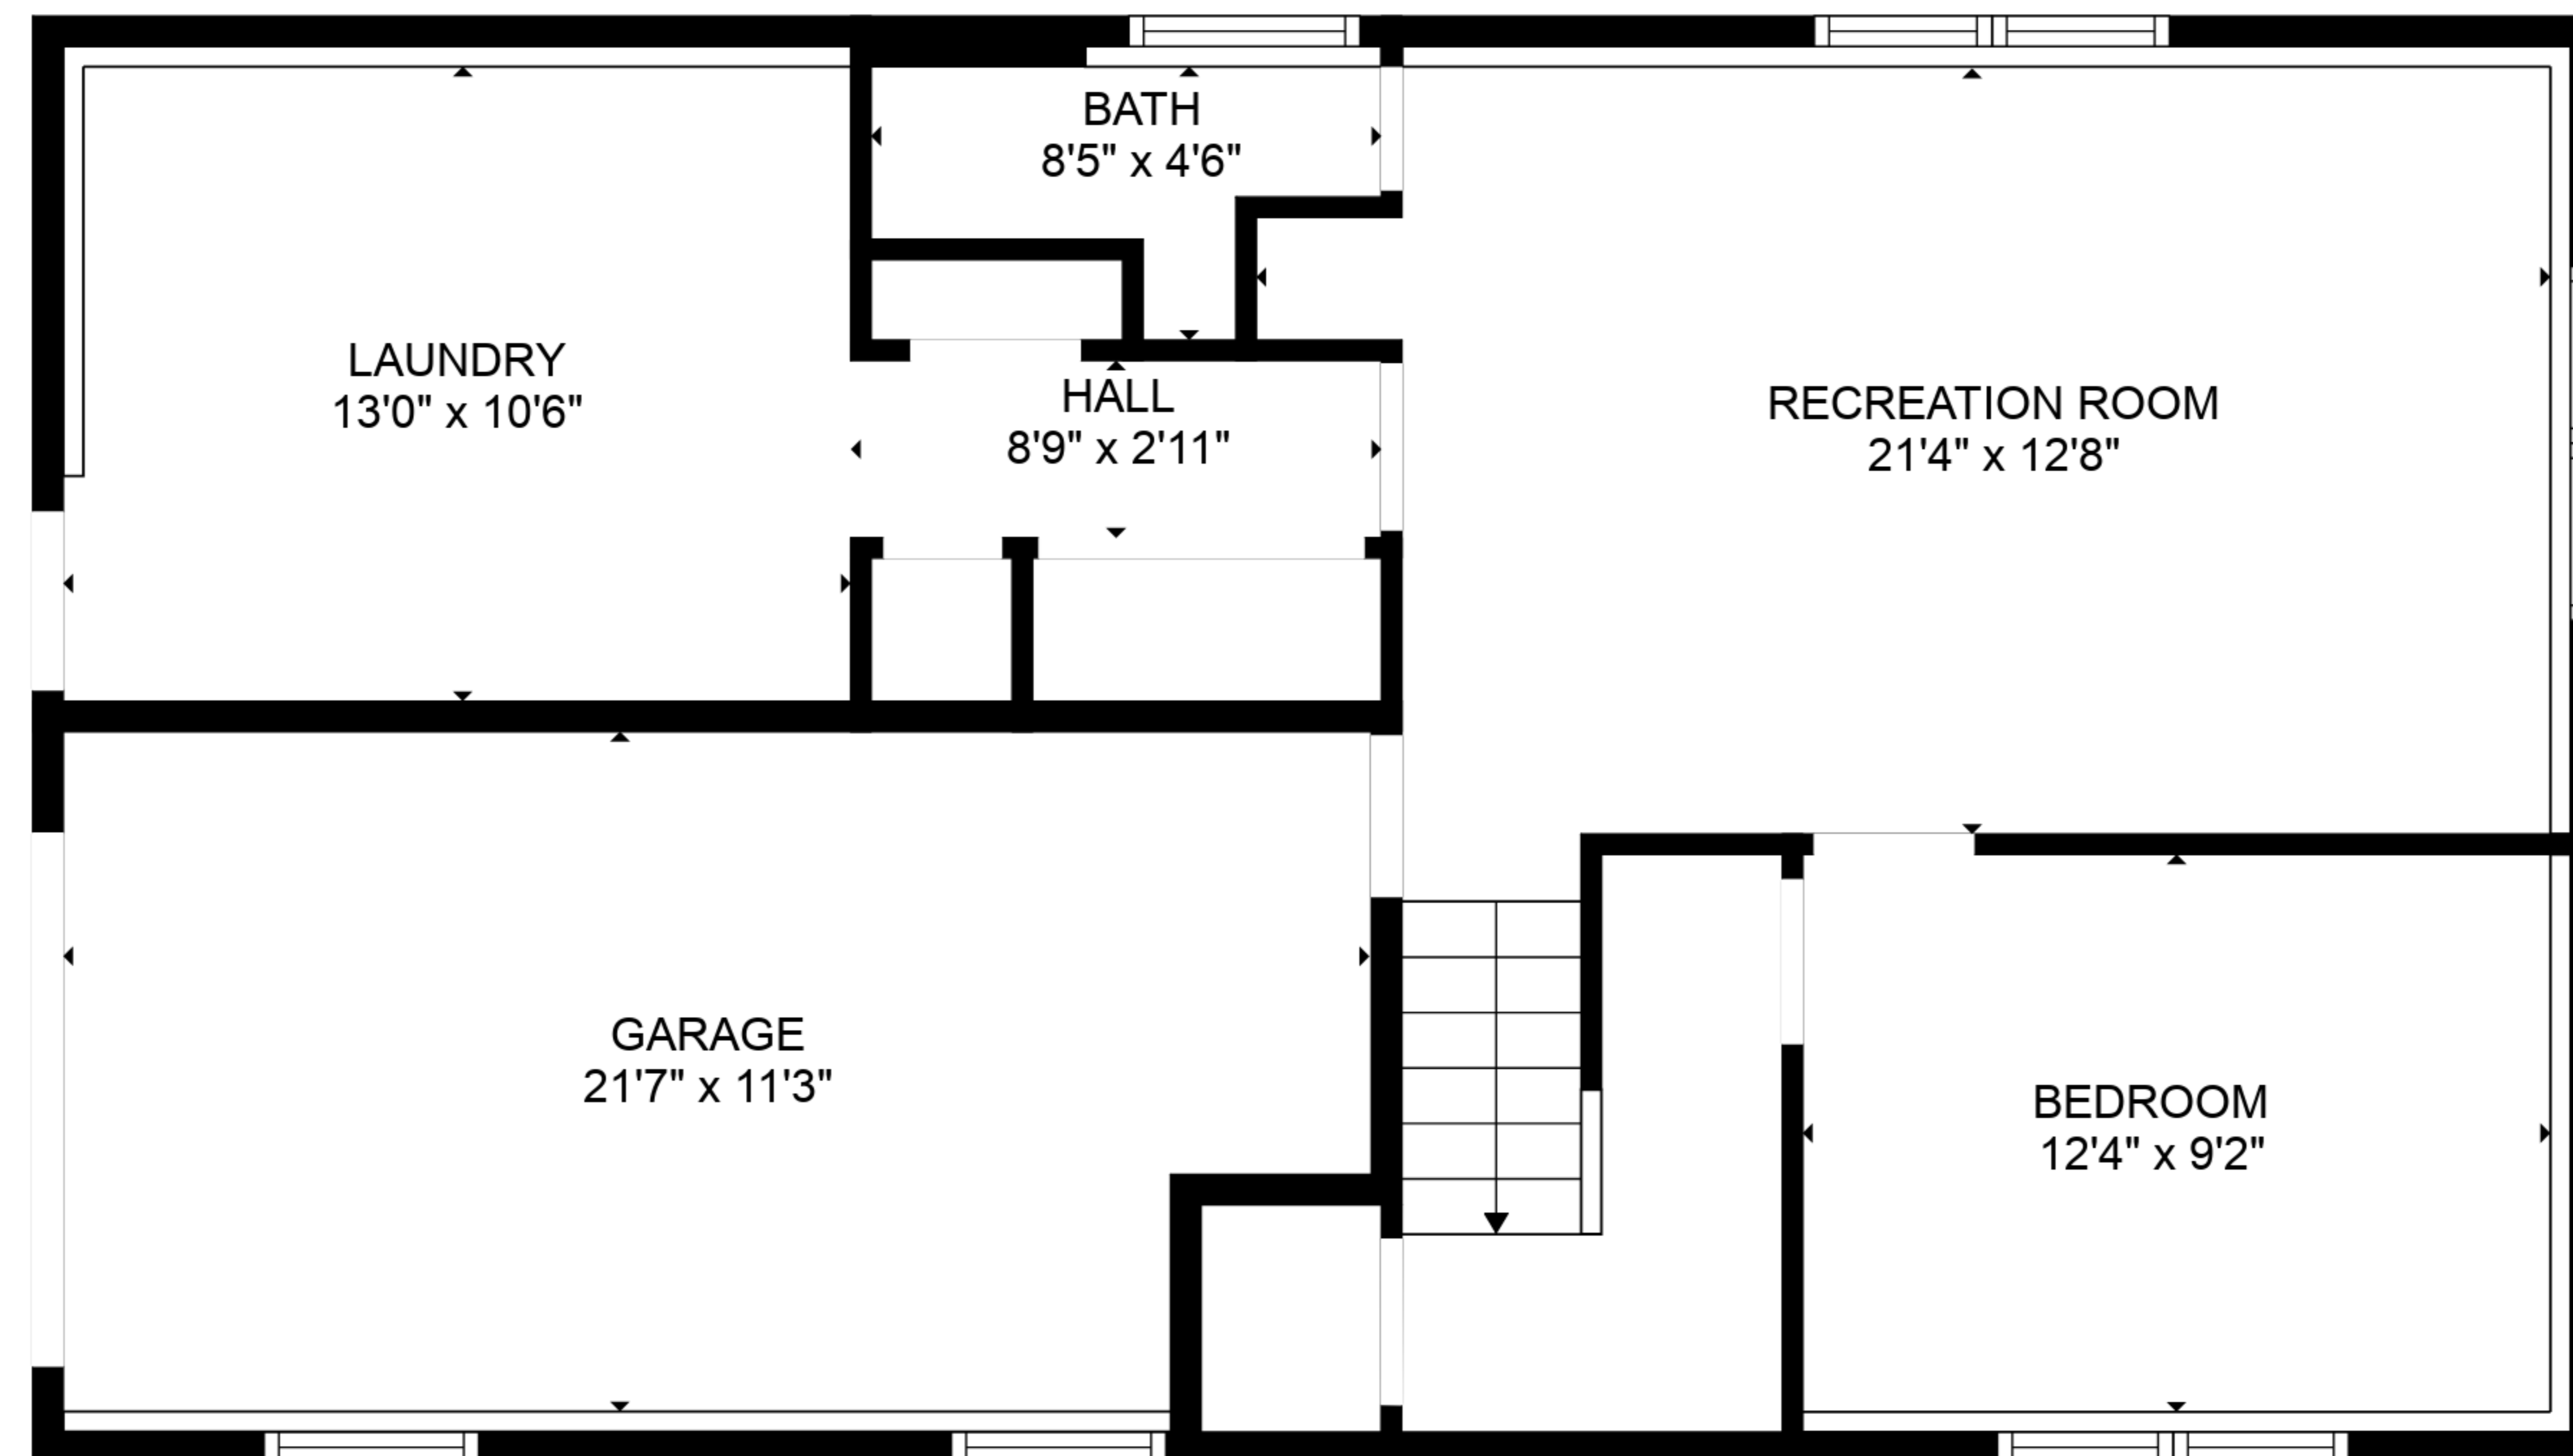 BATH
8'5" x 4'6"
LAUNDRY
13'0" x 10'6"
HALL
8'9" x 2'11"
RECREATION ROOM
21'4" x 12'8"
GARAGE
21'7" x 11'3"
BEDROOM
12'4" x 9'2"